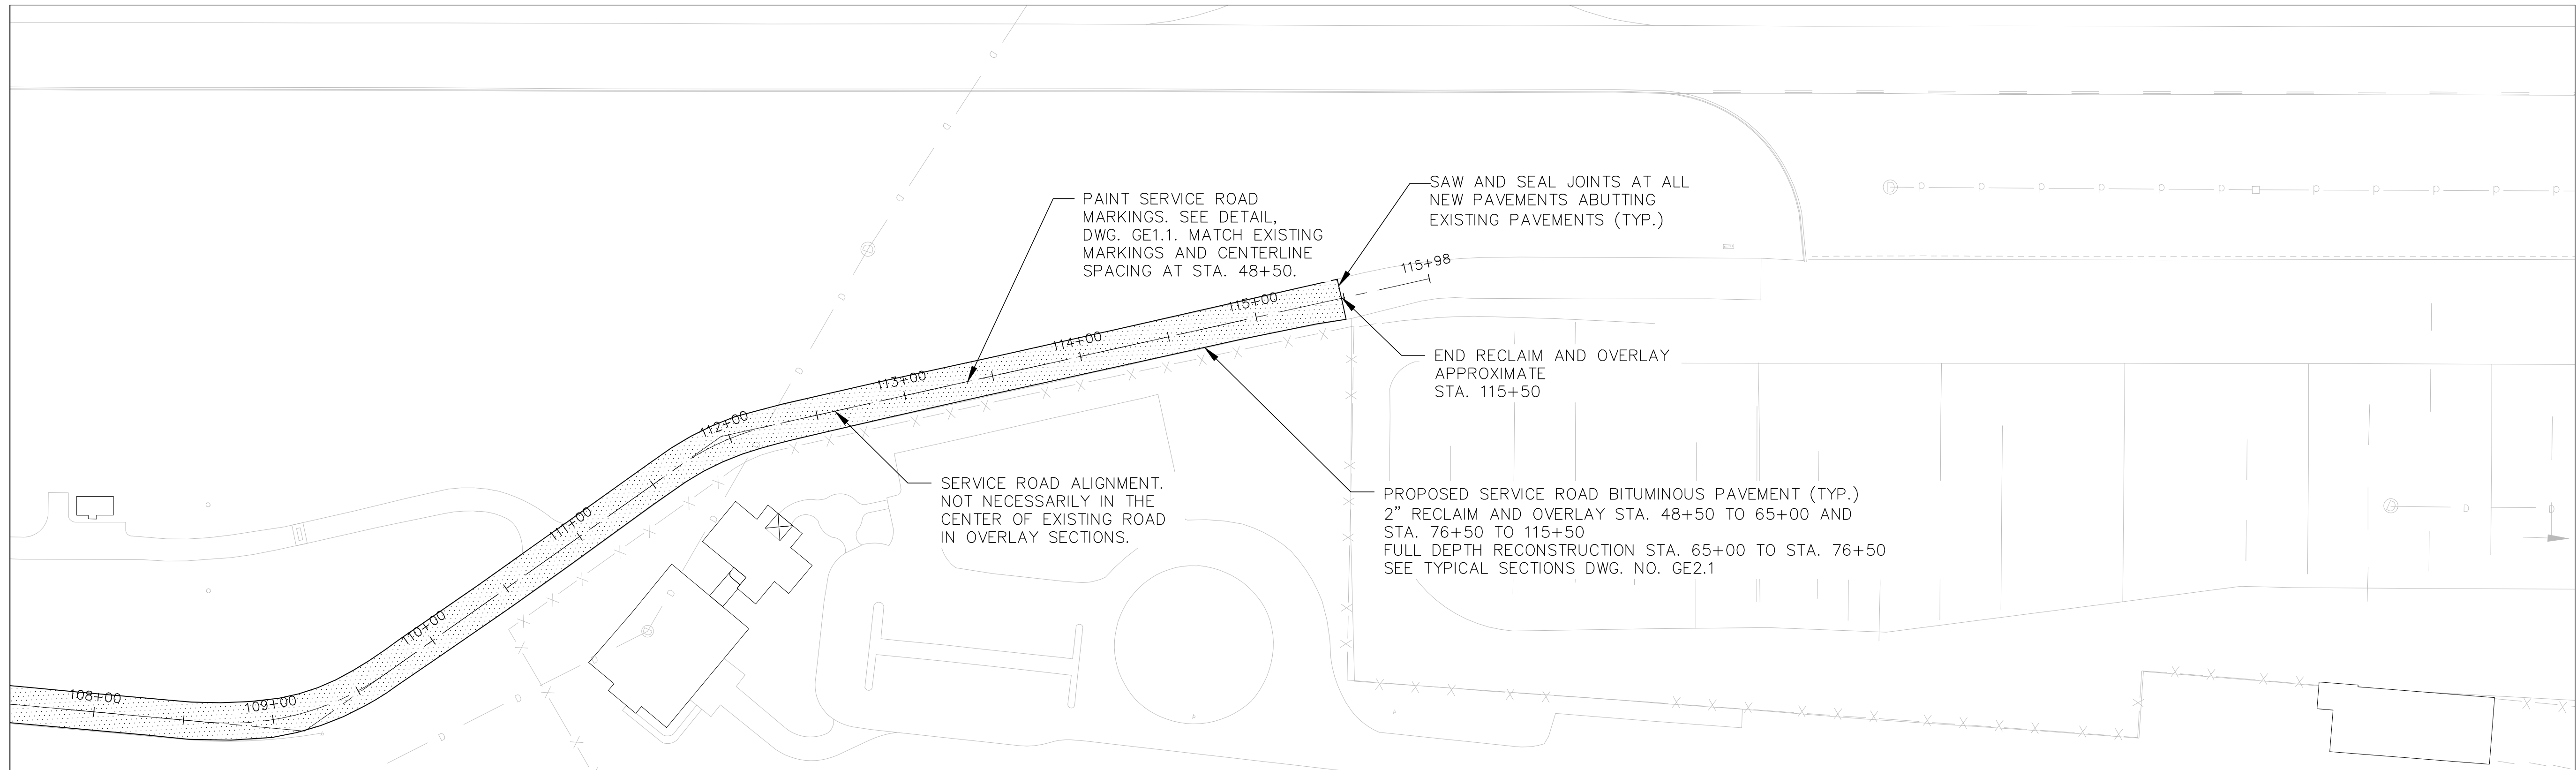 PAINT SERVICE ROAD
MARKINGS. SEE DETAIL,
DWG. GE1.1. MATCH EXISTING
MARKINGS AND CENTERLINE
SPACING AT STA. 48+50.
SAW AND SEAL JOINTS AT ALL
NEW PAVEMENTS ABUTTING
EXISTING PAVEMENTS (TYP.)
115+98
115+00
114+00
113+00
112+00
111+00
110+00
109+00
108+00
END RECLAIM AND OVERLAY
APPROXIMATE
STA. 115+50
SERVICE ROAD ALIGNMENT.
NOT NECESSARILY IN THE
CENTER OF EXISTING ROAD
IN OVERLAY SECTIONS.
PROPOSED SERVICE ROAD BITUMINOUS PAVEMENT (TYP.)
2" RECLAIM AND OVERLAY STA. 48+50 TO 65+00 AND
STA. 76+50 TO 115+50
FULL DEPTH RECONSTRUCTION STA. 65+00 TO STA. 76+50
SEE TYPICAL SECTIONS DWG. NO. GE2.1